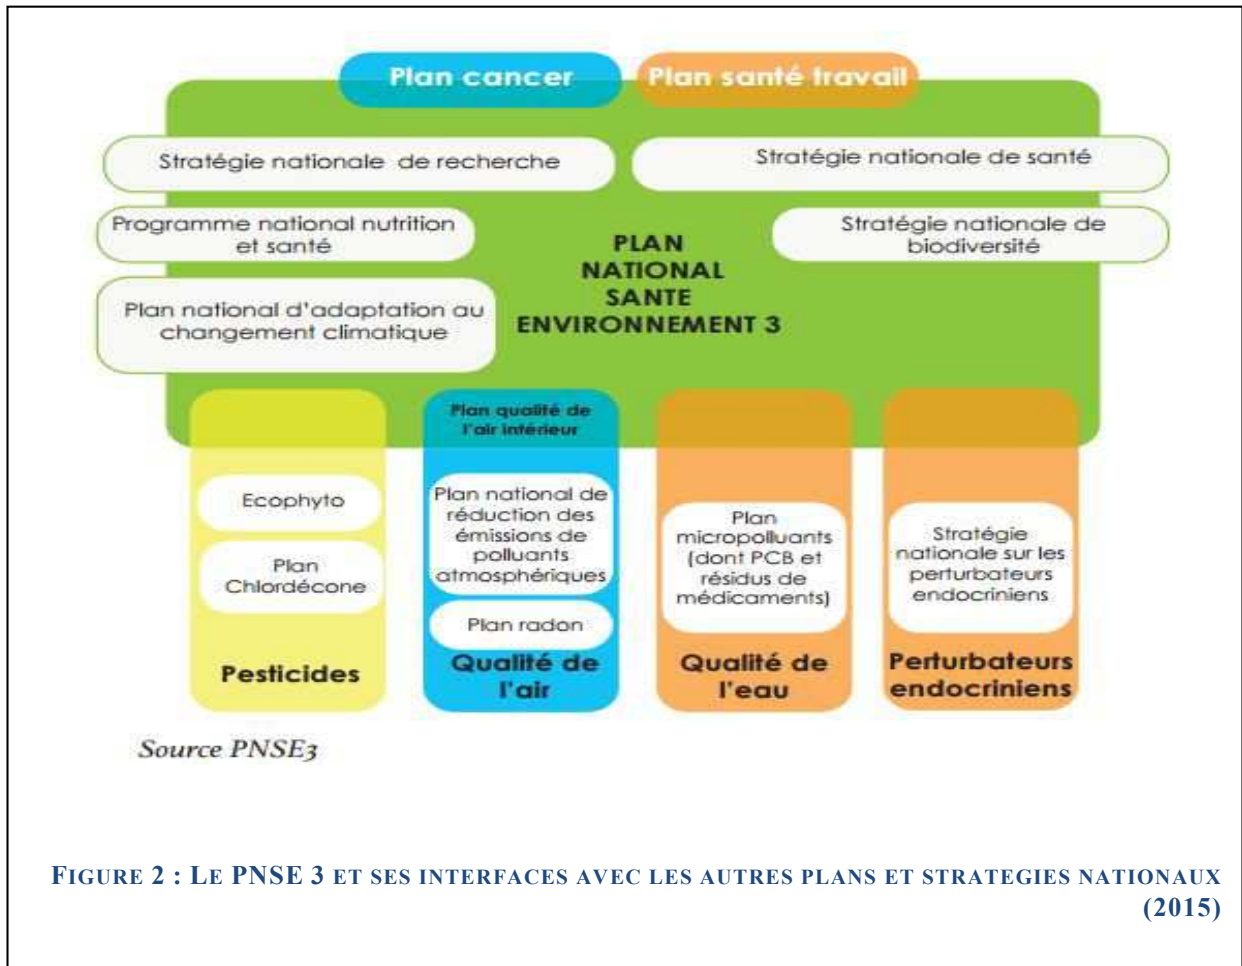 Plan cancer
Plan santé travail
Stratégie nationale de recherche
Stratégie nationale de santé
Programme national nutrition
et santé
Stratégie nationale de
biodiversité
PLAN
NATIONAL
SANTE
ENVIRONNEMENT 3
Plan national d'adaptation au
changement climatique
Ecophyto
Plan
Chlordécone
Pesticides
Plan qualité de
l'air intérieur
Plan national de
réduction des
émissions de
polluants
atmosphériques
Plan radon
Qualité de
l'air
Plan
micropolluants
(dont PCB et
résidus de
médicaments)
Qualité de
l'eau
Stratégie
nationale sur les
perturbateurs
endocriniens
Perturbateurs
endocriniens
Source PNSE3
FIGURE 2 : LE PNSE 3 ET SES INTERFACES AVEC LES AUTRES PLANS ET STRATEGIES NATIONAUX
(2015)